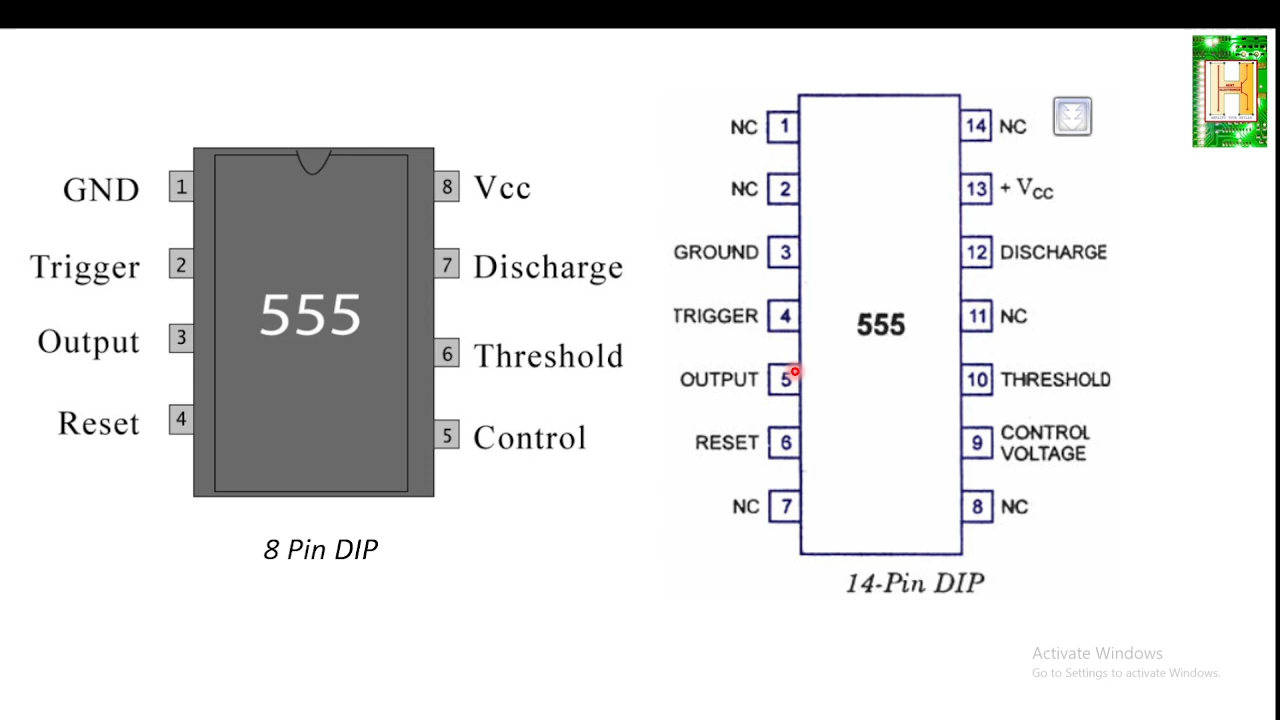 GND 1
8 Vcc
Trigger 2
7 Discharge
555
Output 3
6 Threshold
Reset 4
5 Control
8 Pin DIP
NC 1
14 NC
NC 2
13 + VCC
GROUND 3
12 DISCHARGE
TRIGGER 4
11 NC
555
OUTPUT 5
10 THRESHOLD
RESET 6
9 CONTROL
VOLTAGE
NC 7
8 NC
14-Pin DIP
H
Activate Windows
Go to Settings to activate Windows.